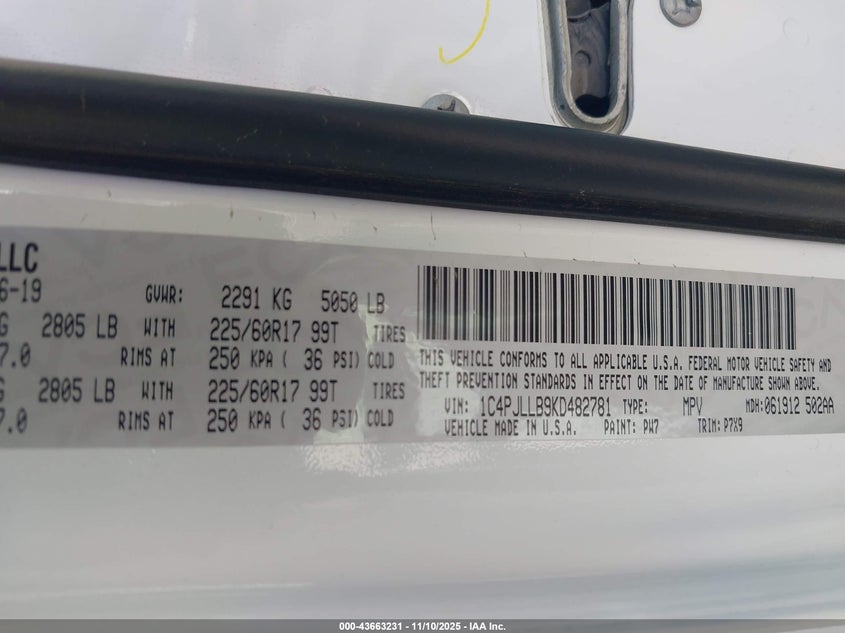 LLC
6-19 GVWR: 2291 KG 5050 LB
G 2805 LB WITH 225/60R17 99T TIRES
7.0 RIMS AT 250 KPA ( 36 PSI) COLD
G 2805 LB WITH 225/60R17 99T TIRES
7.0 RIMS AT 250 KPA ( 36 PSI) COLD
THIS VEHICLE CONFORMS TO ALL APPLICABLE U.S.A. FEDERAL MOTOR VEHICLE SAFETY AND
THEFT PREVENTION STANDARDS IN EFFECT ON THE DATE OF MANUFACTURE SHOWN ABOVE.
VIN: 1C4PJLLB9KD482781 TYPE: MPV MDH: 061912 502AA
VEHICLE MADE IN U.S.A. PAINT: PW7 TRIM: P7X9
000-43663231 - 11/10/2025 - IAA Inc.